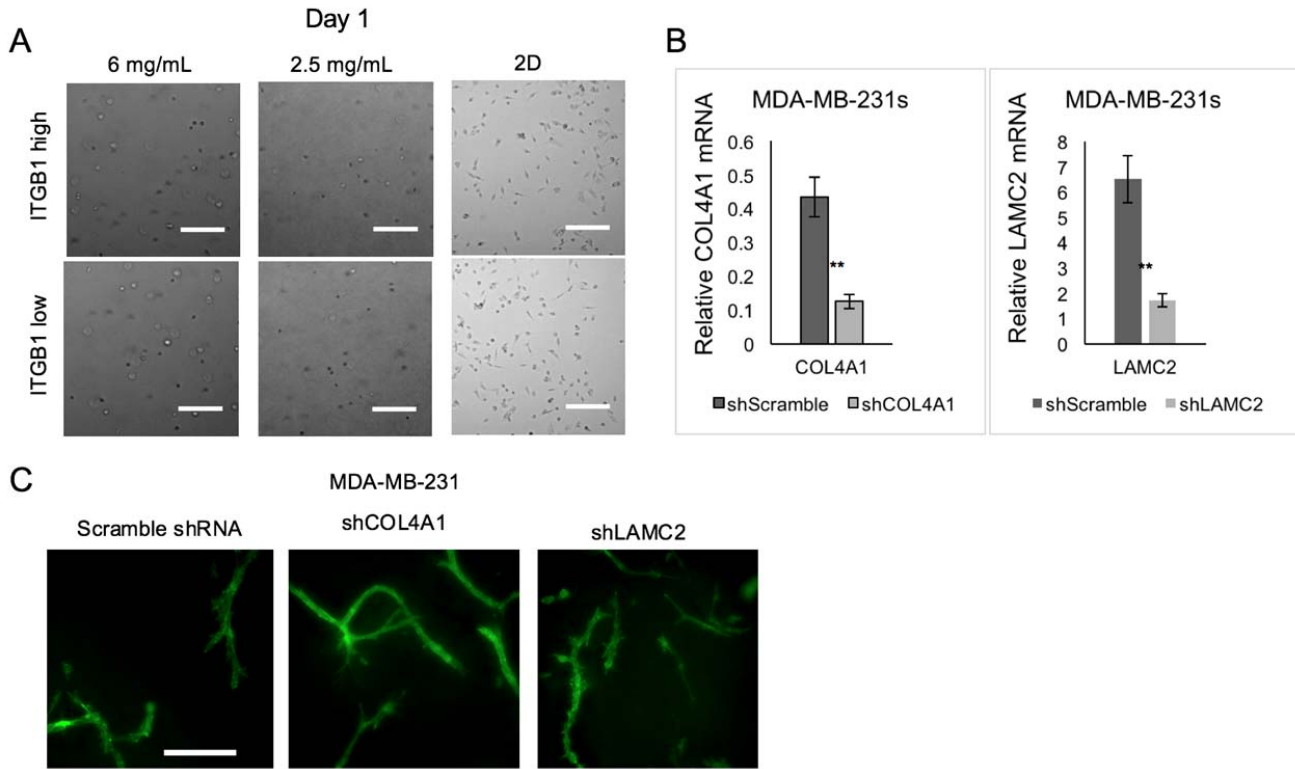 Day 1
A
6 mg/mL
2.5 mg/mL
2D
ITGB1 high
ITGB1 low
B
MDA-MB-231s
Relative COL4A1 mRNA
0.6
0.5
0.4
0.3
0.2
0.1
0
**
COL4A1
shScramble
shCOL4A1
MDA-MB-231s
Relative LAMC2 mRNA
8
7
6
5
4
3
2
1
0
**
LAMC2
shScramble
shLAMC2
C
MDA-MB-231
Scramble shRNA
shCOL4A1
shLAMC2